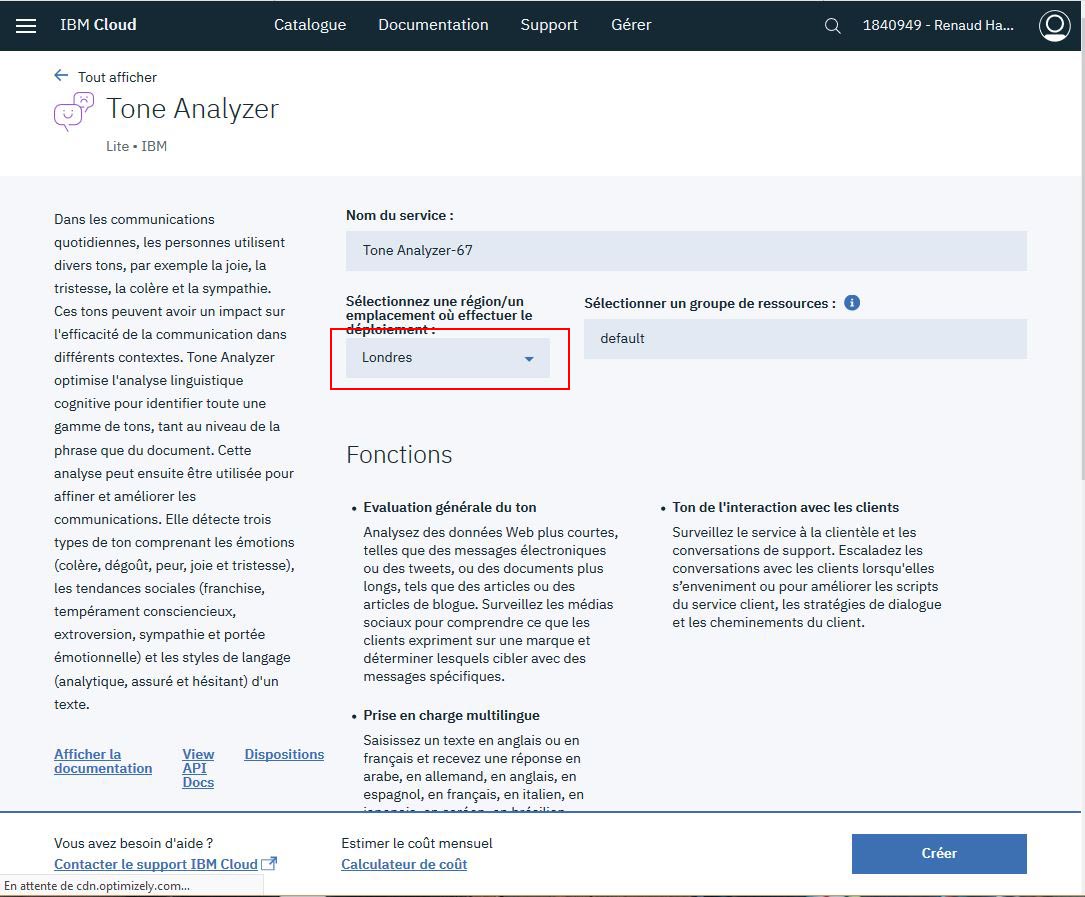 IBM Cloud
Catalogue
Documentation
Support
Gérer
1840949 - Renaud Ha...
Tout afficher
Tone Analyzer
Lite • IBM
Dans les communications
quotidiennes, les personnes utilisent
divers tons, par exemple la joie, la
tristesse, la colère et la sympathie.
Ces tons peuvent avoir un impact sur
l'efficacité de la communication dans
différents contextes. Tone Analyzer
optimise l'analyse linguistique
cognitive pour identifier toute une
gamme de tons, tant au niveau de la
phrase que du document. Cette
analyse peut ensuite être utilisée pour
affiner et améliorer les
communications. Elle détecte trois
types de ton comprenant les émotions
(colère, dégoût, peur, joie et tristesse),
les tendances sociales (franchise,
tempérament consciencieux,
extroversion, sympathie et portée
émotionnelle) et les styles de langage
(analytique, assuré et hésitant) d'un
texte.
Afficher la
documentation
View
API
Docs
Dispositions
Nom du service :
Tone Analyzer-67
Sélectionnez une région/un
emplacement où effectuer le
déploiement :
Londres
Sélectionner un groupe de ressources :
default
Fonctions
• Evaluation générale du ton
Analysez des données Web plus courtes,
telles que des messages électroniques
ou des tweets, ou des documents plus
longs, tels que des articles ou des
articles de blogue. Surveillez les médias
sociaux pour comprendre ce que les
clients expriment sur une marque et
déterminer lesquels cibler avec des
messages spécifiques.
• Ton de l'interaction avec les clients
Surveillez le service à la clientèle et les
conversations de support. Escaladez les
conversations avec les clients lorsqu'elles
s’enveniment ou pour améliorer les scripts
du service client, les stratégies de dialogue
et les cheminements du client.
• Prise en charge multilingue
Saisissez un texte en anglais ou en
français et recevez une réponse en
arabe, en allemand, en anglais, en
espagnol, en français, en italien, en
japonais, en coréen, en brésilien
Vous avez besoin d'aide ?
Contacter le support IBM Cloud
Estimer le coût mensuel
Calculateur de coût
Créer
En attente de cdn.optimizely.com...